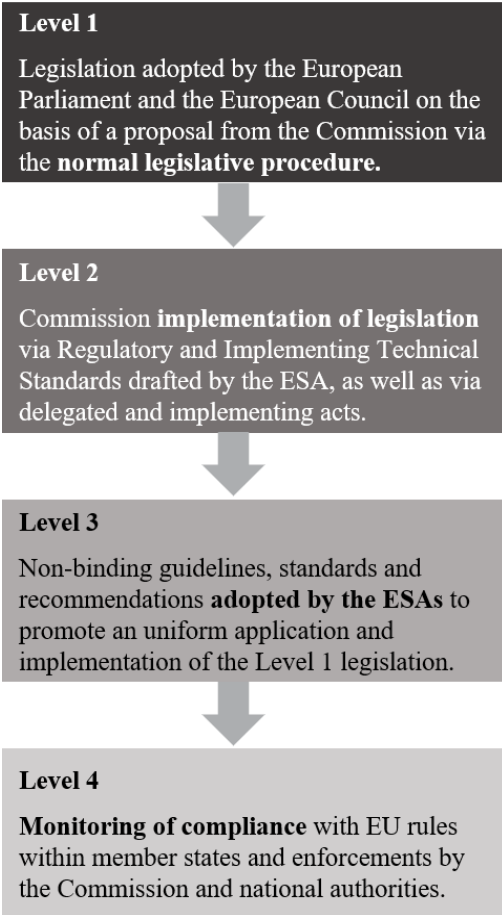 Level 1
Legislation adopted by the European
Parliament and the European Council on the
basis of a proposal from the Commission via
the normal legislative procedure.
Level 2
Commission implementation of legislation
via Regulatory and Implementing Technical
Standards drafted by the ESA, as well as via
delegated and implementing acts.
Level 3
Non-binding guidelines, standards and
recommendations adopted by the ESAs to
promote an uniform application and
implementation of the Level 1 legislation.
Level 4
Monitoring of compliance with EU rules
within member states and enforcements by
the Commission and national authorities.